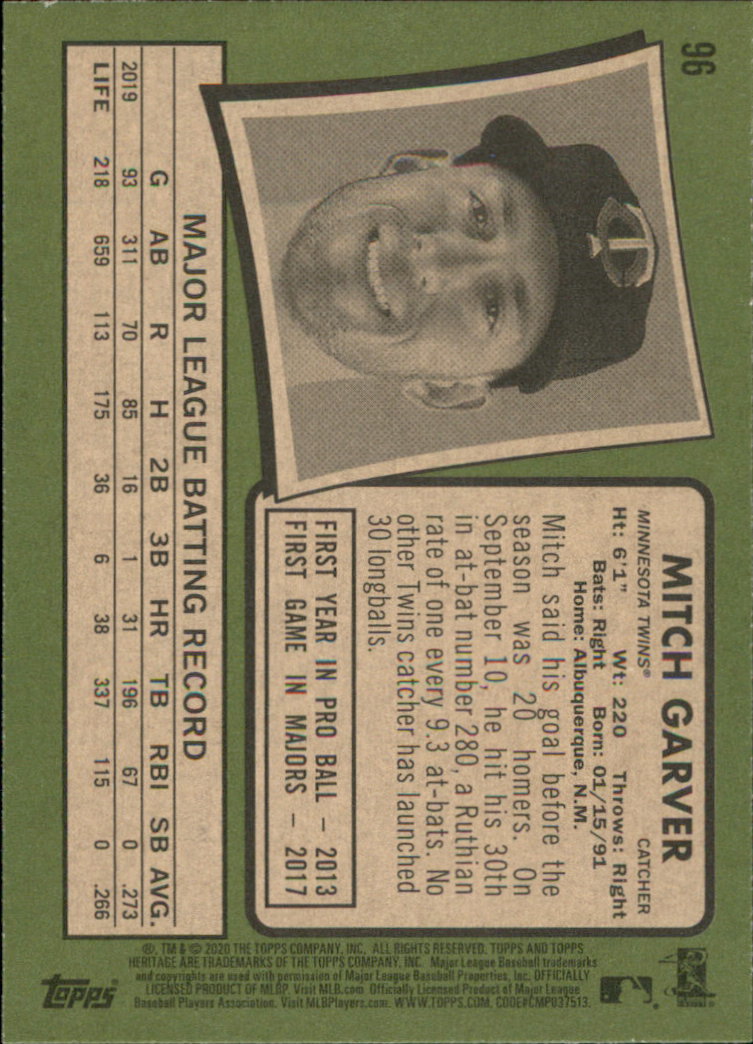 96
MITCH GARVER
MINNESOTA TWINS® CATCHER
Ht: 6'1" Wt: 220 Throws: Right
Bats: Right Born: 01/15/91
Home: Albuquerque, N.M.
Mitch said his goal before the
season was 20 homers. On
September 10, he hit his 30th
in at-bat number 280, a Ruthian
rate of one every 9.3 at-bats. No
other Twins catcher has launched
30 longballs.
FIRST YEAR IN PRO BALL – 2013
FIRST GAME IN MAJORS – 2017
MAJOR LEAGUE BATTING RECORD
G AB R H 2B 3B HR TB RBI SB AVG.
2019 93 311 70 85 16 1 31 196 67 0 .273
LIFE 218 659 113 175 36 6 38 337 115 0 .266
®, TM & © 2020 THE TOPPS COMPANY, INC. ALL RIGHTS RESERVED. TOPPS AND TOPPS
HERITAGE ARE TRADEMARKS OF THE TOPPS COMPANY, INC. Major League Baseball trademarks
and copyrights are used with permission of Major League Baseball Properties, Inc. OFFICIALLY
LICENSED PRODUCT OF MLBP. Visit MLB.com Officially Licensed Product of Major League
Baseball Players Association. Visit MLBPlayers.com. WWW.TOPPS.COM. CODE#CMP037513.
topps